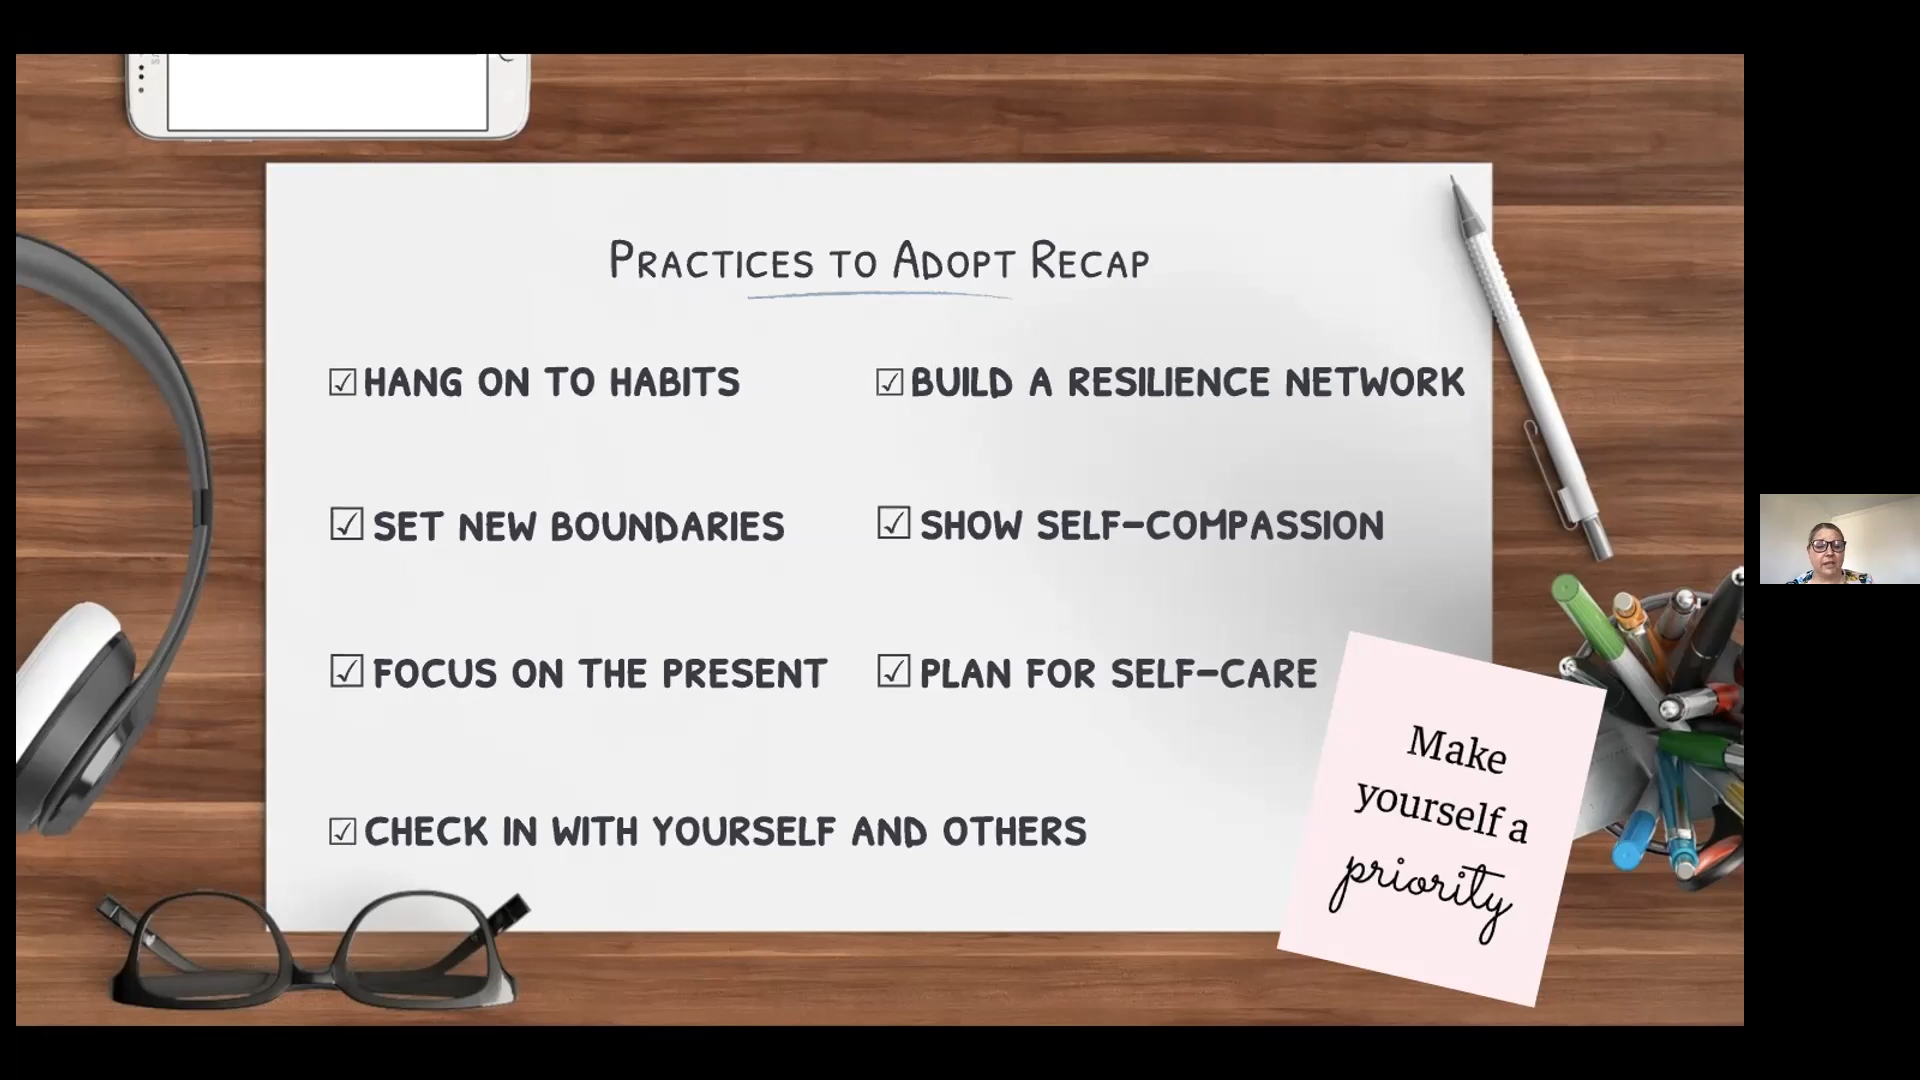 Practices to Adopt Recap
☑ HANG ON TO HABITS
☑ BUILD A RESILIENCE NETWORK
☑ SET NEW BOUNDARIES
☑ SHOW SELF-COMPASSION
☑ FOCUS ON THE PRESENT
☑ PLAN FOR SELF-CARE
☑ CHECK IN WITH YOURSELF AND OTHERS
Make
yourself a
priority